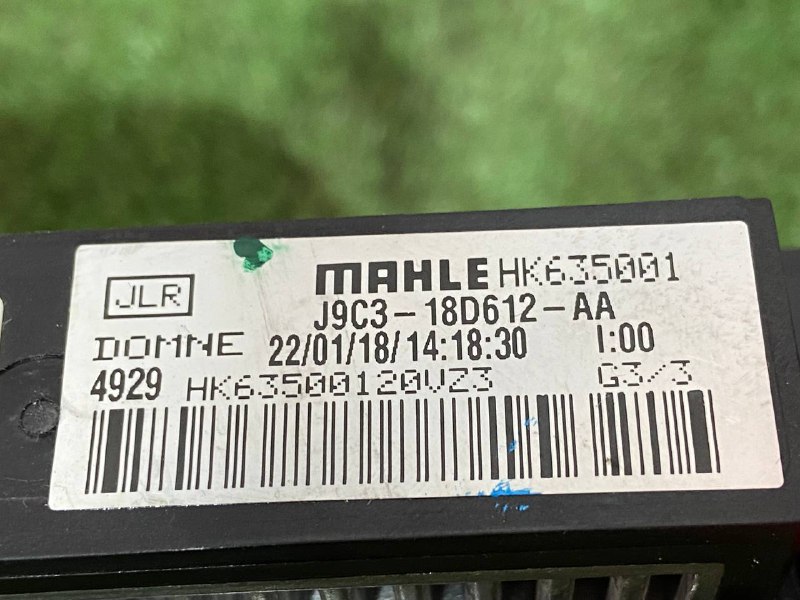 JLR
MAHLE HK635001
J9C3-18D612-AA
DOMNE 22/01/18/14:18:30 I:00
4929 HK63500120VZ3 G3/3